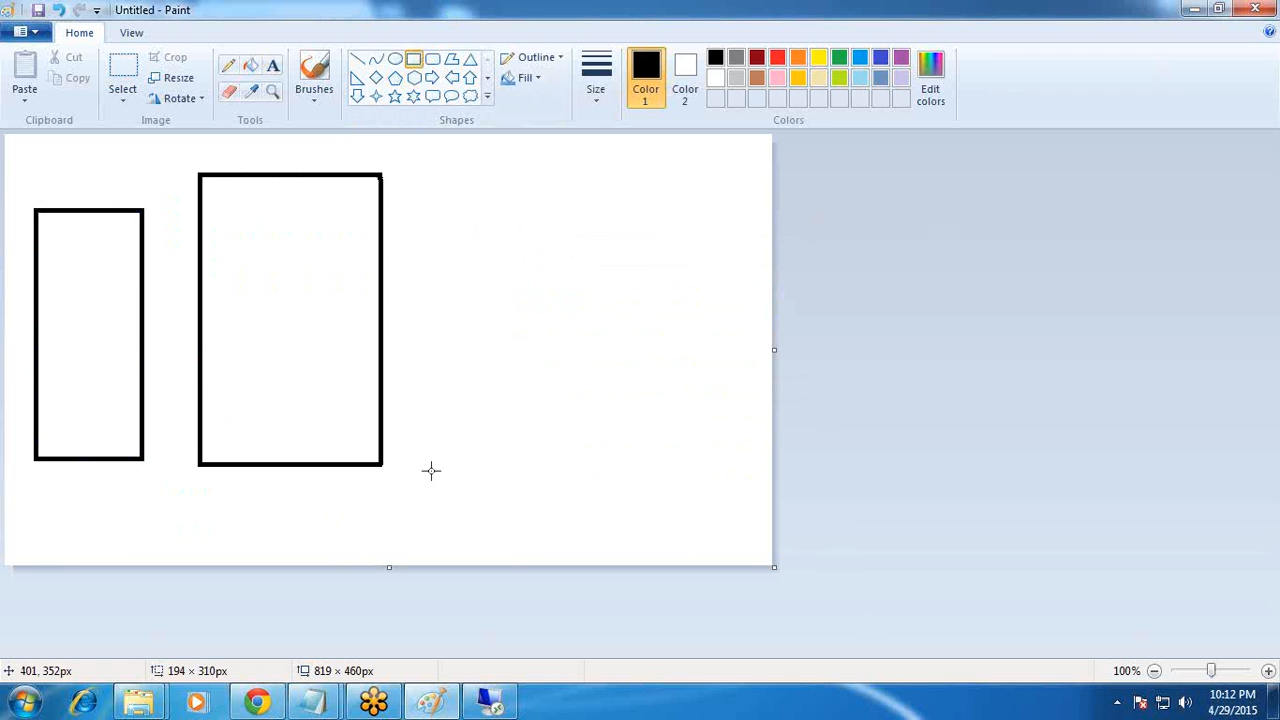 Untitled - Paint
Home View
Paste
Cut
Copy
Clipboard
Select
Crop
Resize
Rotate
Image
Tools
Brushes
Shapes
Outline
Fill
Size
Color 1
Color 2
Edit colors
Colors
401, 352px 194 × 310px 819 × 460px 100%
10:12 PM
4/29/2015